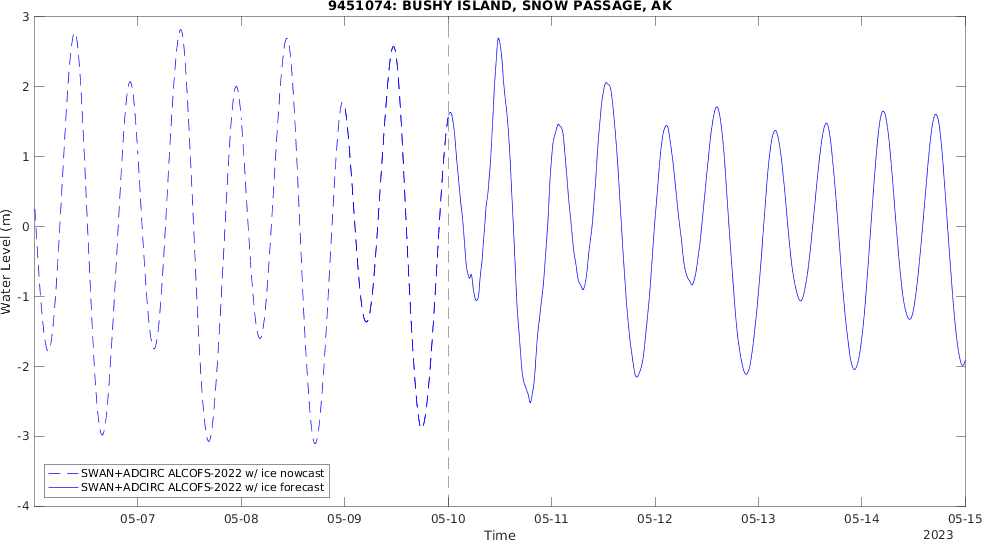 9451074: BUSHY ISLAND, SNOW PASSAGE, AK
3
2
1
0
-1
-2
-3
-4
Water Level (m)
SWAN+ADCIRC ALCOFS-2022 w/ ice nowcast
SWAN+ADCIRC ALCOFS-2022 w/ ice forecast
05-07 05-08 05-09 05-10 05-11 05-12 05-13 05-14 05-15
Time
2023